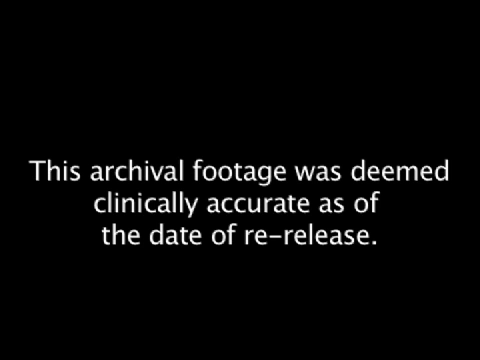 This archival footage was deemed
clinically accurate as of
the date of re-release.